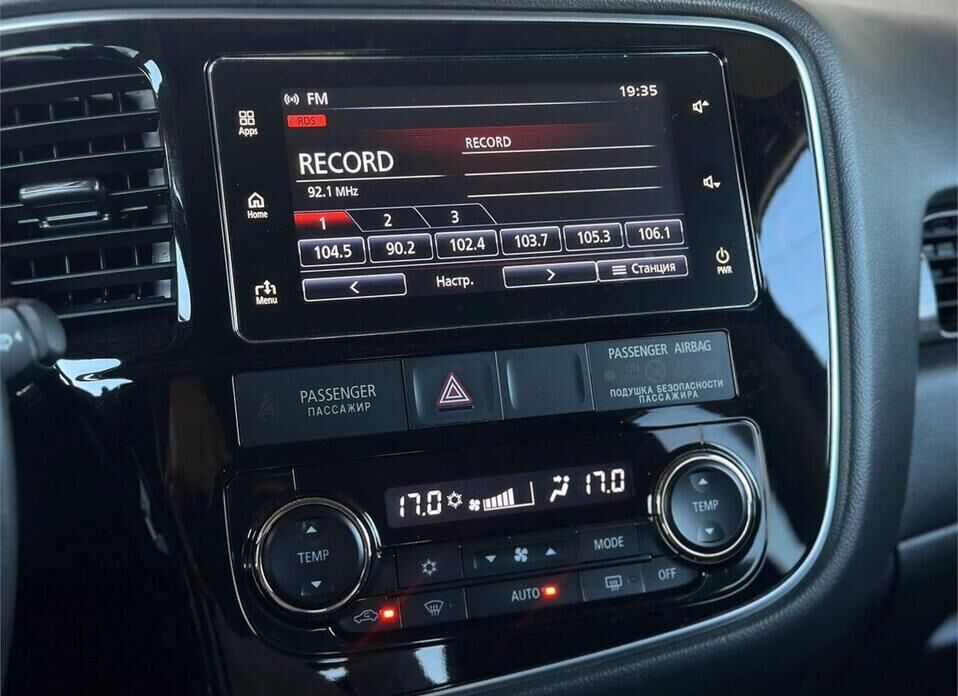 FM 19:35
RDS
Apps
RECORD
RECORD
92.1 MHz
Home
1 2 3
104.5 90.2 102.4 103.7 105.3 106.1
< Настр. > Станция
Menu
PWR
PASSENGER
ПАССАЖИР
PASSENGER AIRBAG
ПОДУШКА БЕЗОПАСНОСТИ
ПАССАЖИРА
17.0 17.0
TEMP
TEMP
MODE
AUTO
OFF